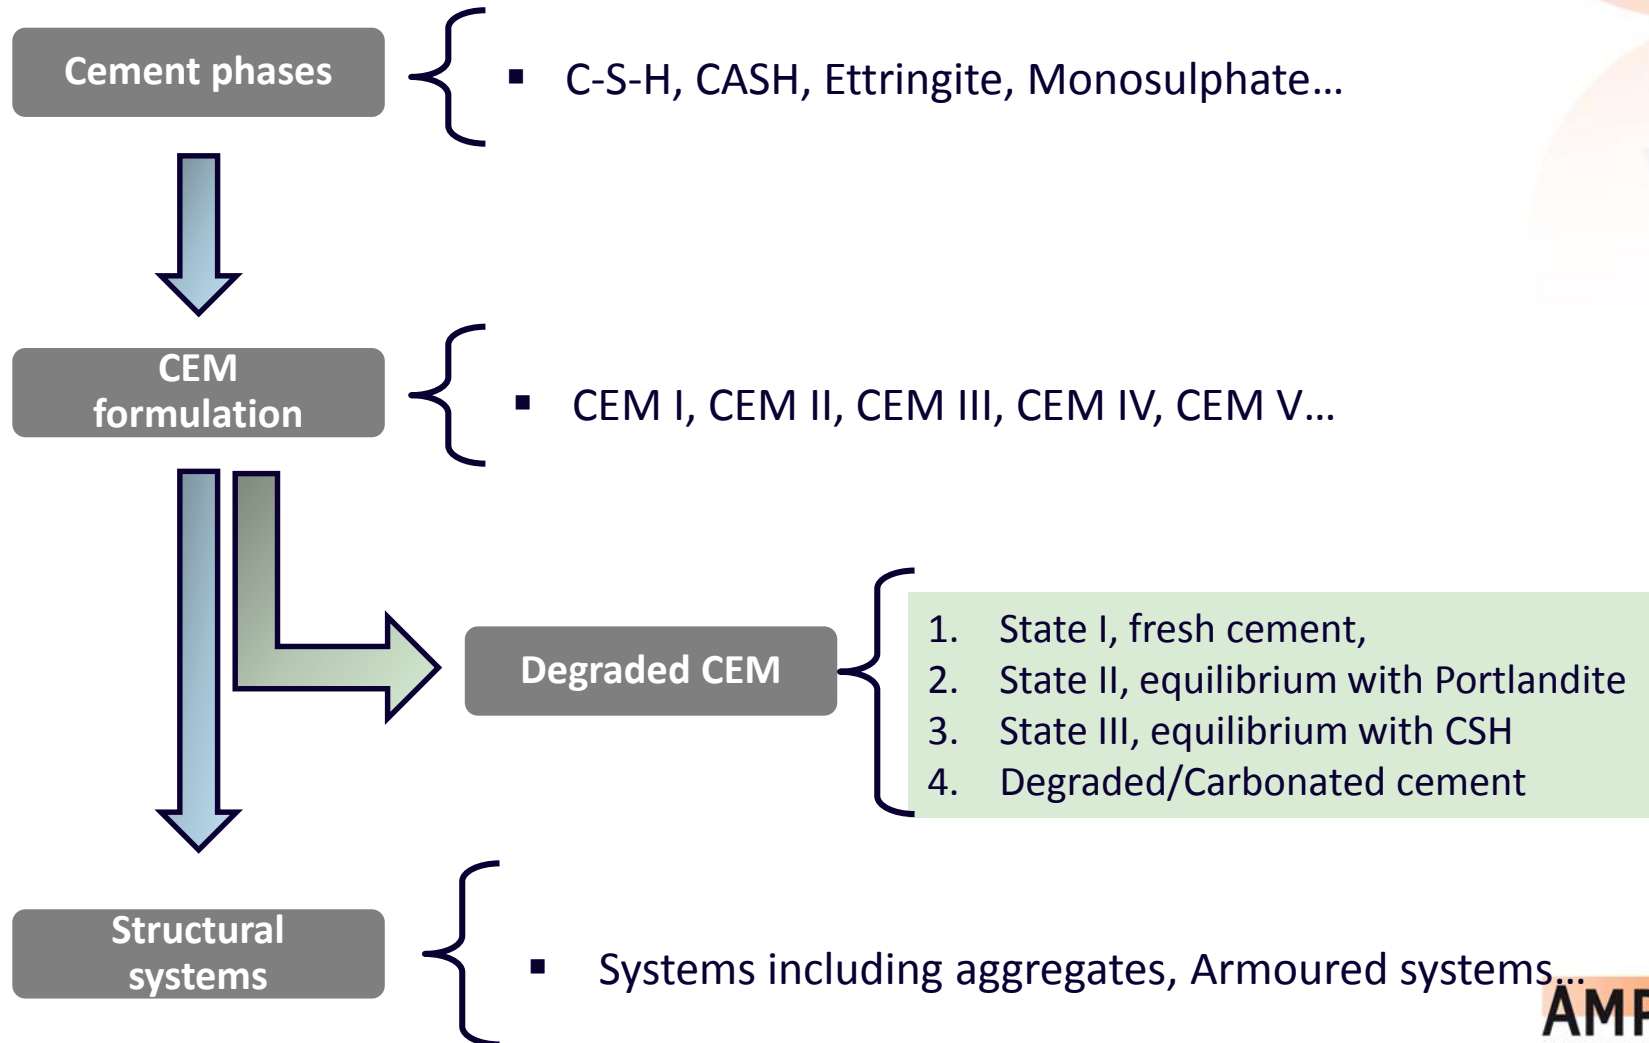 Cement phases
▪ C-S-H, CASH, Ettringite, Monosulphate…
CEM
formulation
▪ CEM I, CEM II, CEM III, CEM IV, CEM V…
Degraded CEM
1. State I, fresh cement,
2. State II, equilibrium with Portlandite
3. State III, equilibrium with CSH
4. Degraded/Carbonated cement
Structural
systems
▪ Systems including aggregates, Armoured systems…